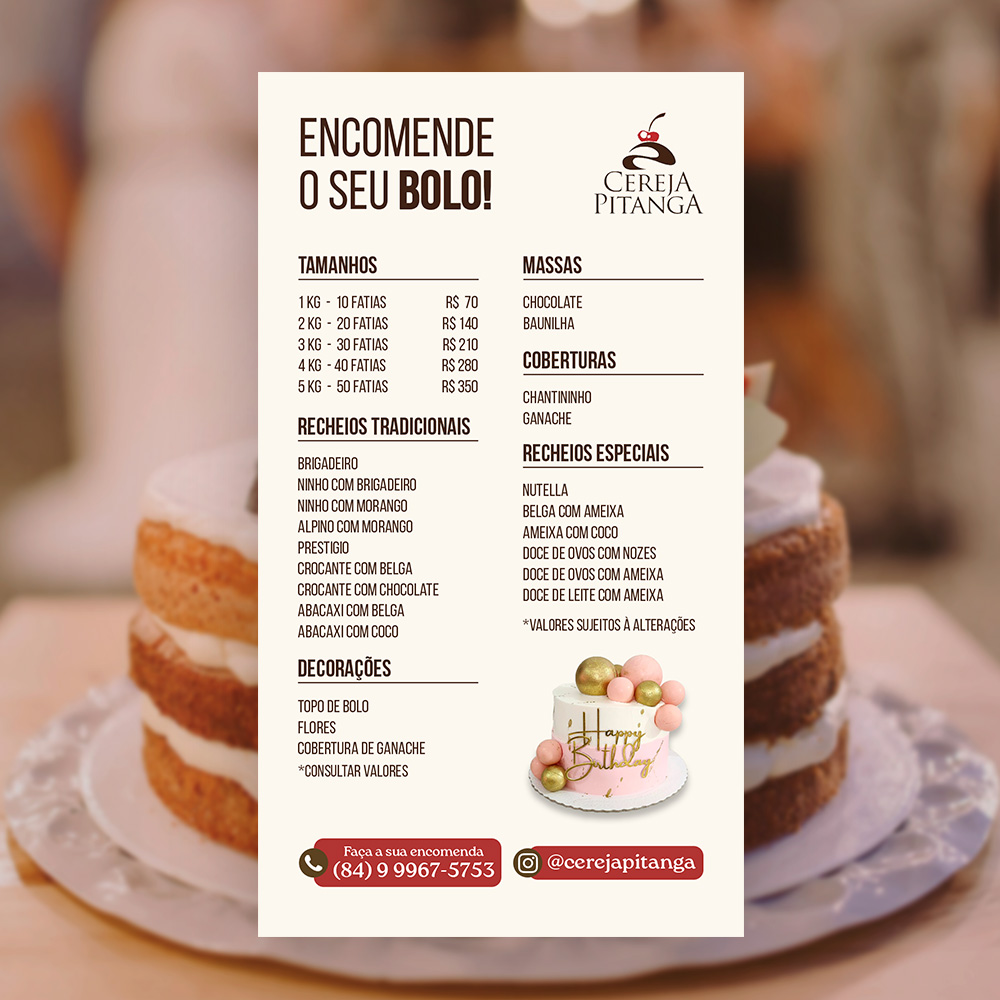 ENCOMENDE
O SEU BOLO!
CEREJA
PITANGA
TAMANHOS
1 KG - 10 FATIAS R$ 70
2 KG - 20 FATIAS R$ 140
3 KG - 30 FATIAS R$ 210
4 KG - 40 FATIAS R$ 280
5 KG - 50 FATIAS R$ 350
RECHEIOS TRADICIONAIS
BRIGADEIRO
NINHO COM BRIGADEIRO
NINHO COM MORANGO
ALPINO COM MORANGO
PRESTIGIO
CROCANTE COM BELGA
CROCANTE COM CHOCOLATE
ABACAXI COM BELGA
ABACAXI COM COCO
DECORAÇÕES
TOPO DE BOLO
FLORES
COBERTURA DE GANACHE
*CONSULTAR VALORES
MASSAS
CHOCOLATE
BAUNILHA
COBERTURAS
CHANTININHO
GANACHE
RECHEIOS ESPECIAIS
NUTELLA
BELGA COM AMEIXA
AMEIXA COM COCO
DOCE DE OVOS COM NOZES
DOCE DE OVOS COM AMEIXA
DOCE DE LEITE COM AMEIXA
*VALORES SUJEITOS À ALTERAÇÕES
Happy
Birthday
Faça a sua encomenda
(84) 9 9967-5753
@cerejapitanga